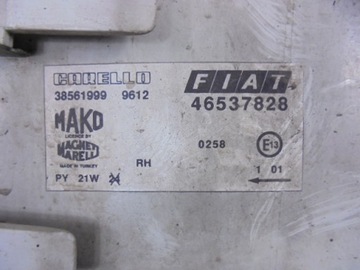 CARELLO FIAT
38561999 9612 46537828
MAKO
LICENCE BY
MAGNETI
MARELLI
MADE IN TURKEY
RH
0258
E13
PY 21W
1 01